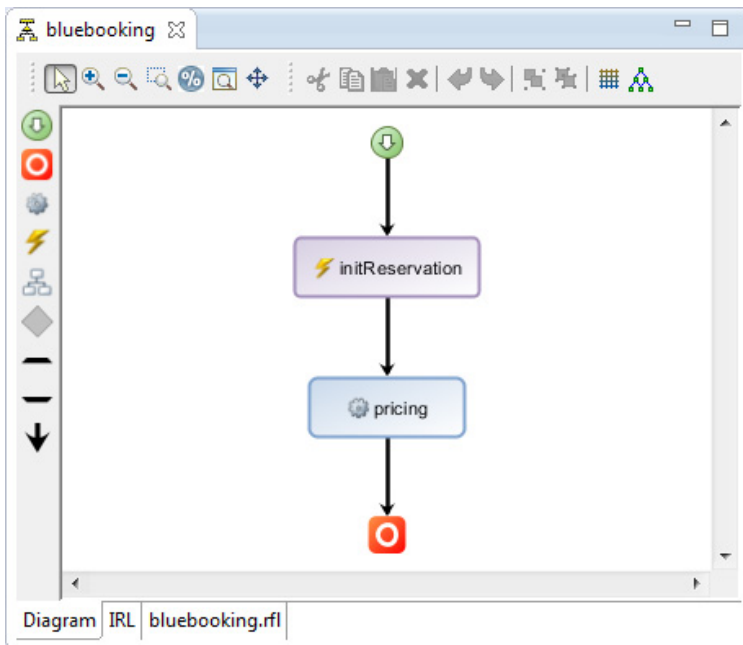 bluebooking
%
initReservation
pricing
Diagram IRL bluebooking.rfl